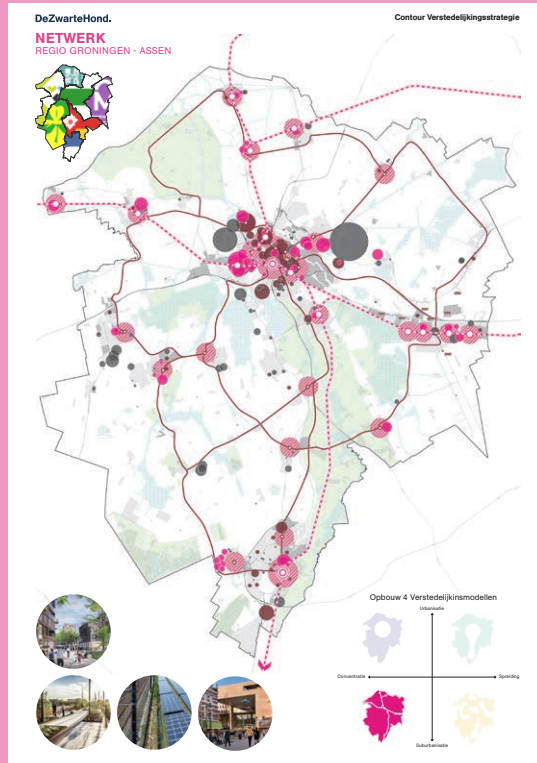 DeZwarteHond.
Contour Verstedelijkingsstrategie
NETWERK
REGIO GRONINGEN - ASSEN
Opbouw 4 Verstedelijkinsmodellen
Urbanisatie
Concentratie
Spreiding
Suburbanisatie